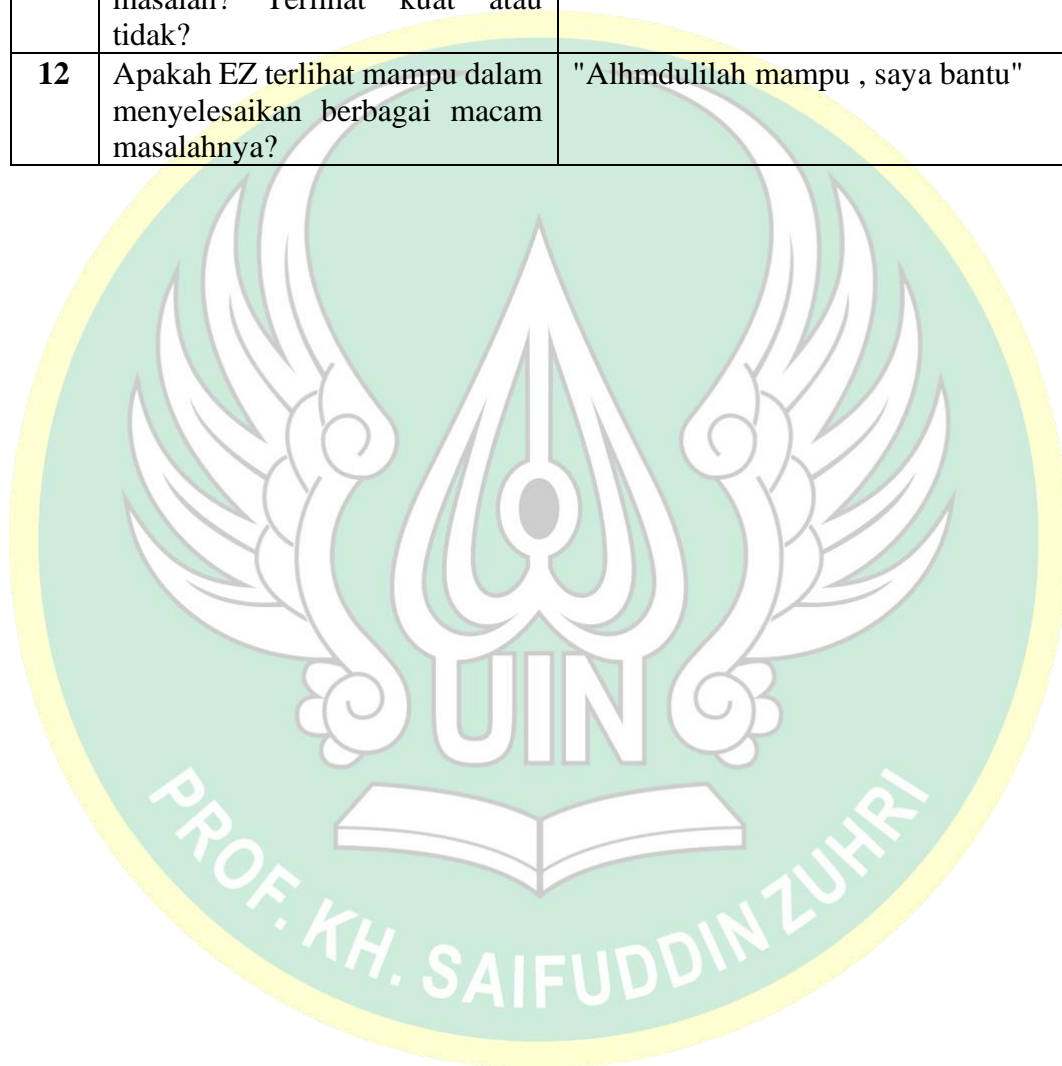 masalah? Terlihat kuat atau
tidak?
12 Apakah EZ terlihat mampu dalam "Alhmdulilah mampu , saya bantu"
menyelesaikan berbagai macam
masalahnya?
UIN
PROF. KH. SAIFUDDIN ZUHRI